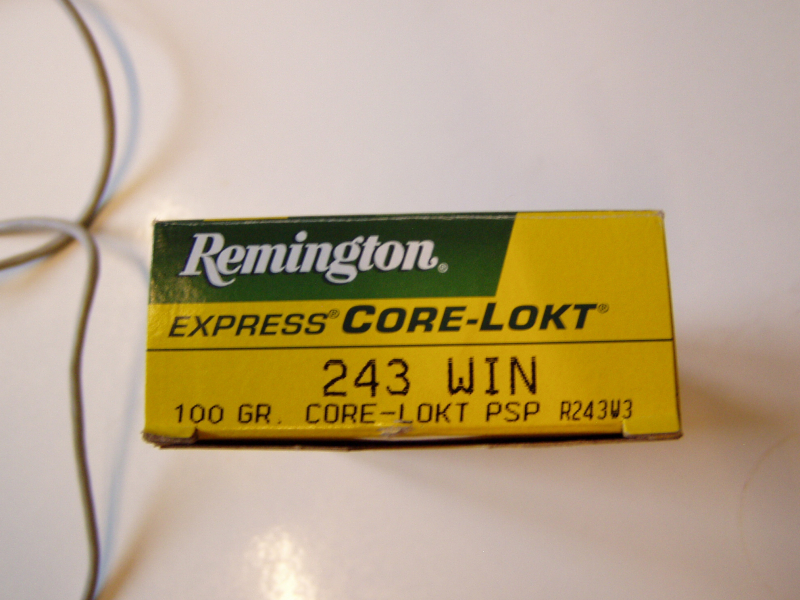 Remington®
EXPRESS® CORE-LOKT®
243 WIN
100 GR. CORE-LOKT PSP R243W3